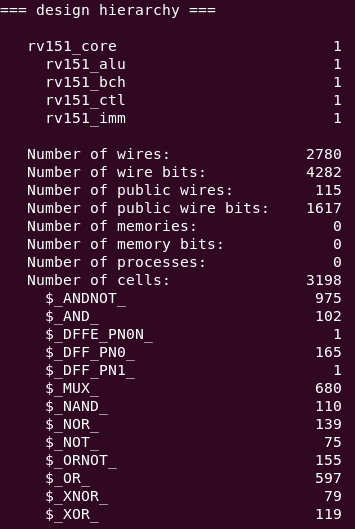 === design hierarchy ===
rv151_core 1
rv151_alu 1
rv151_bch 1
rv151_ctl 1
rv151_imm 1
Number of wires: 2780
Number of wire bits: 4282
Number of public wires: 115
Number of public wire bits: 1617
Number of memories: 0
Number of memory bits: 0
Number of processes: 0
Number of cells: 3198
$_ANDNOT_ 975
$_AND_ 102
$_DFFE_PN0N_ 1
$_DFF_PN0_ 165
$_DFF_PN1_ 1
$_MUX_ 680
$_NAND_ 110
$_NOR_ 139
$_NOT_ 75
$_ORNOT_ 155
$_OR_ 597
$_XNOR_ 79
$_XOR_ 119